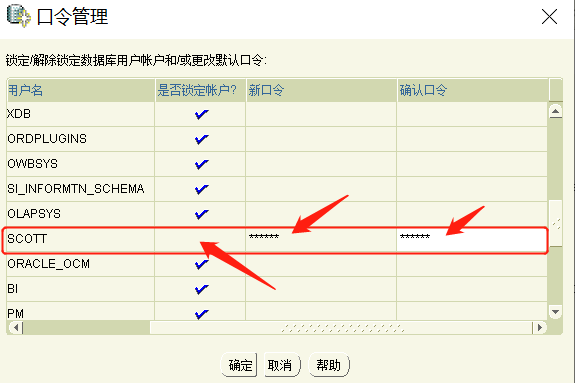 口令管理
锁定/解除锁定数据库用户帐户和/或更改默认口令:
用户名 是否锁定帐户? 新口令 确认口令
XDB
ORDPLUGINS
OWBSYS
SI_INFORMTN_SCHEMA
OLAPSYS
SCOTT ****** ******
ORACLE_OCM
BI
PM
确定 取消 帮助